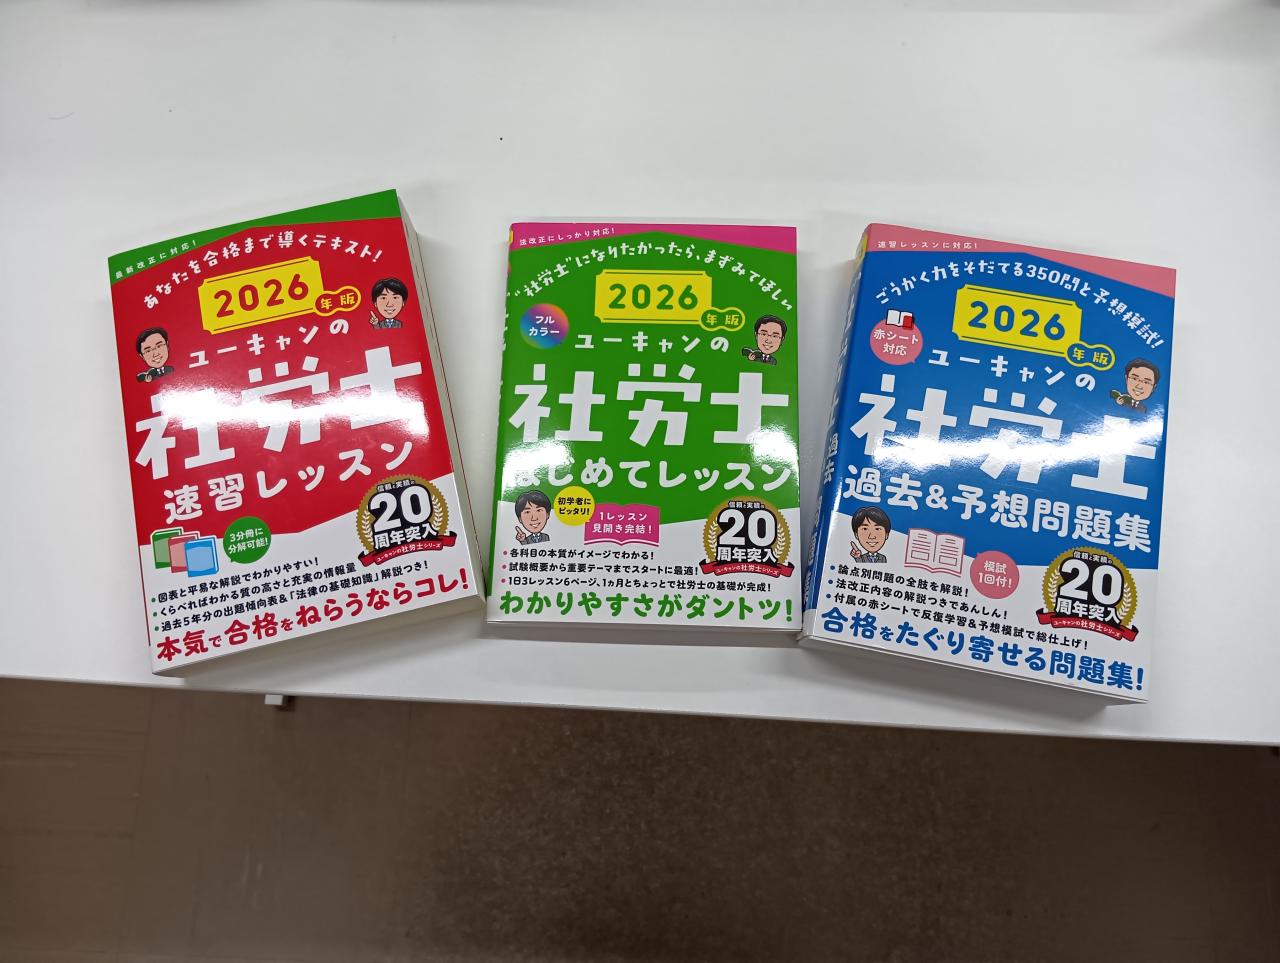 最新改正に対応!
あなたを合格まで導くテキスト!
2026年版
ユーキャンの
社労士
速習レッスン
3分冊に
分解可能!
信頼と実績の
20
周年突入
ユーキャンの社労士シリーズ
・図表と平易な解説でわかりやすい!
・くらべればわかる質の高さと充実の情報量
・過去5年分の出題傾向表&「法律の基礎知識」解説つき!
本気で合格をねらうならコレ!
法改正にしっかり対応!
"社労士"になりたかったら、まずみてほしい
2026年版
フル
カラー
ユーキャンの
社労士
はじめてレッスン
初学者に
ピッタリ!
1レッスン
見開き完結!
信頼と実績の
20
周年突入
ユーキャンの社労士シリーズ
・各科目の本質がイメージでわかる!
・試験概要から重要テーマまでスタートに最適!
・1日3レッスン6ページ、1ヵ月とちょっとで社労士の基礎が完成!
わかりやすさがダントツ!
速習レッスンに対応!
ごうかく力をそだてる350問と予想模試!
2026年版
赤シート
対応
ユーキャンの
社労士
過去&予想問題集
模試
1回付!
信頼と実績の
20
周年突入
ユーキャンの社労士シリーズ
・論点別問題の全肢を解説!
・法改正内容の解説つきであんしん!
・付属の赤シートで反復学習&予想模試で総仕上げ!
合格をたぐり寄せる問題集!